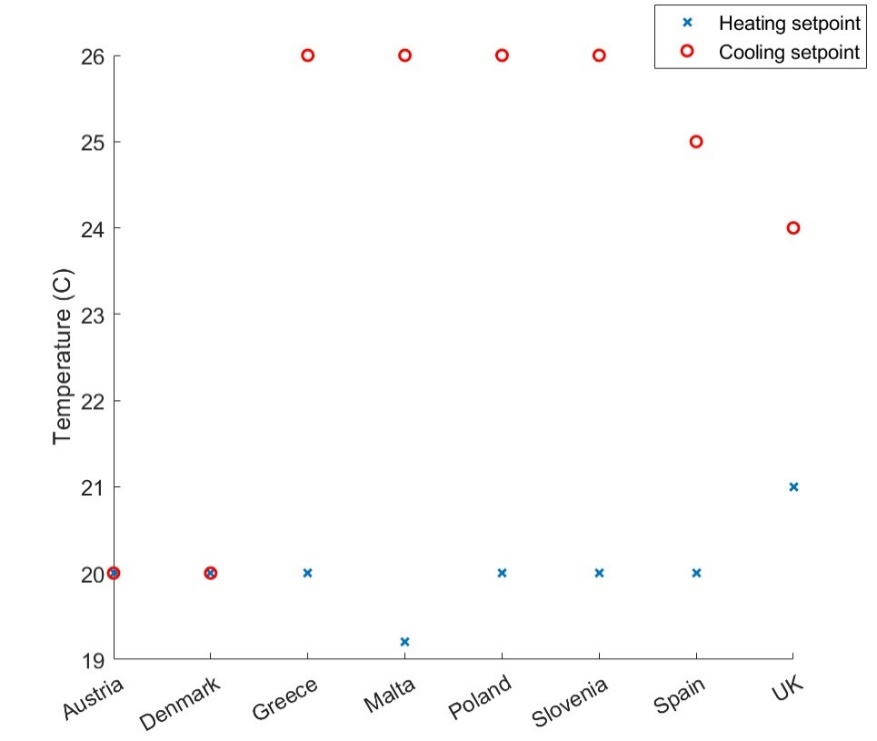 Heating setpoint
Cooling setpoint
26
25
24
23
22
21
20
19
Temperature (C)
Austria
Denmark
Greece
Malta
Poland
Slovenia
Spain
UK